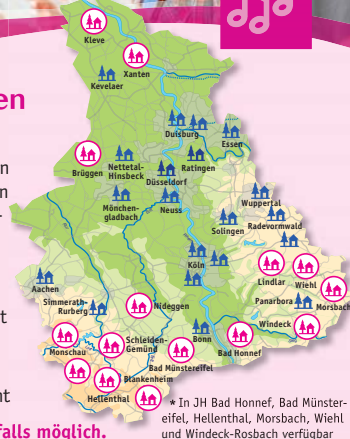 Kleve
Xanten
Kevelaer
en
Duisburg
Essen
Nettetal-
Hinsbeck
Ratingen
Brüggen
Düsseldorf
Mönchen-
gladbach
Neuss
Wuppertal
Radevormwald
Solingen
Köln
Aachen
Lindlar
Wiehl
Simmerath-
Rurberg
Nideggen
Panarbora
Morsbach
Windeck
Bonn
Schleiden-
Gemünd
Monschau
Bad Honnef
Bad Münstereifel
Blankenheim
Hellenthal
* In JH Bad Honnef, Bad Münster-
eifel, Hellenthal, Morsbach, Wiehl
und Windeck-Rosbach verfügbar
falls möglich.